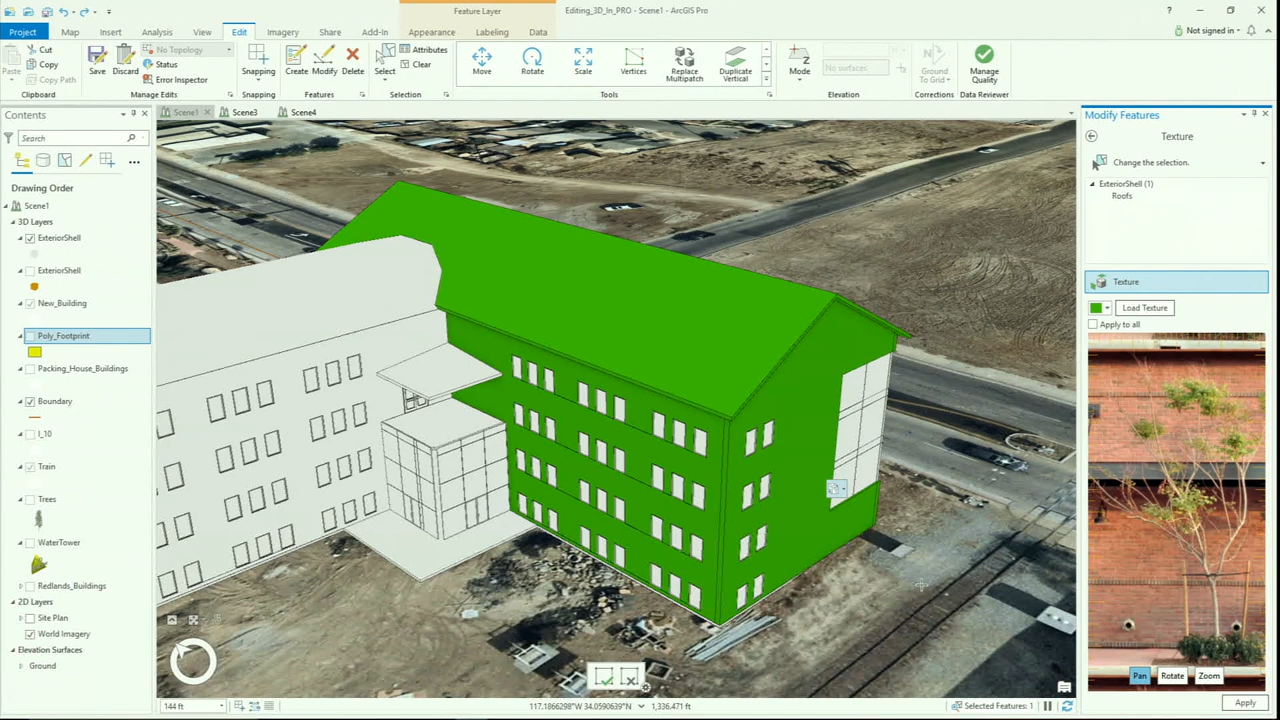 Feature Layer
Editing_3D_In_PRO - Scene1 - ArcGIS Pro
?
Project
Map
Insert
Analysis
View
Edit
Imagery
Share
Add-In
Appearance
Labeling
Data
Not signed in
Paste
Cut
Copy
Copy Path
Clipboard
Save
Discard
No Topology
Status
Error Inspector
Manage Edits
Snapping
Snapping
Create
Modify
Delete
Features
Select
Attributes
Clear
Selection
Move
Rotate
Scale
Vertices
Replace
Multipatch
Duplicate
Vertical
Tools
Mode
No surfaces
Elevation
Ground
To Grid
Corrections
Manage
Quality
Data Reviewer
Contents
Search
Drawing Order
Scene1
3D Layers
ExteriorShell
ExteriorShell
New_Building
Poly_Footprint
Packing_House_Buildings
Boundary
I_10
Train
Trees
WaterTower
Redlands_Buildings
2D Layers
Site Plan
World Imagery
Elevation Surfaces
Ground
Scene1
Scene3
Scene4
144 ft
117.1866298°W 34.0590639°N
1,336.471 ft
Selected Features: 1
Modify Features
Texture
Change the selection.
ExteriorShell (1)
Roofs
Texture
Load Texture
Apply to all
Pan
Rotate
Zoom
Apply